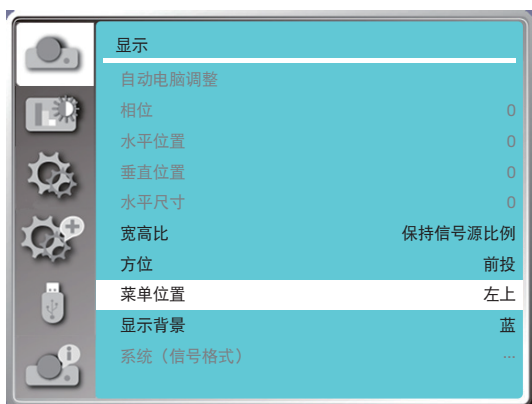 显示
自动电脑调整
相位 0
水平位置 0
垂直位置 0
水平尺寸 0
宽高比 保持信号源比例
方位 前投
菜单位置 左上
显示背景 蓝
系统（信号格式） ...